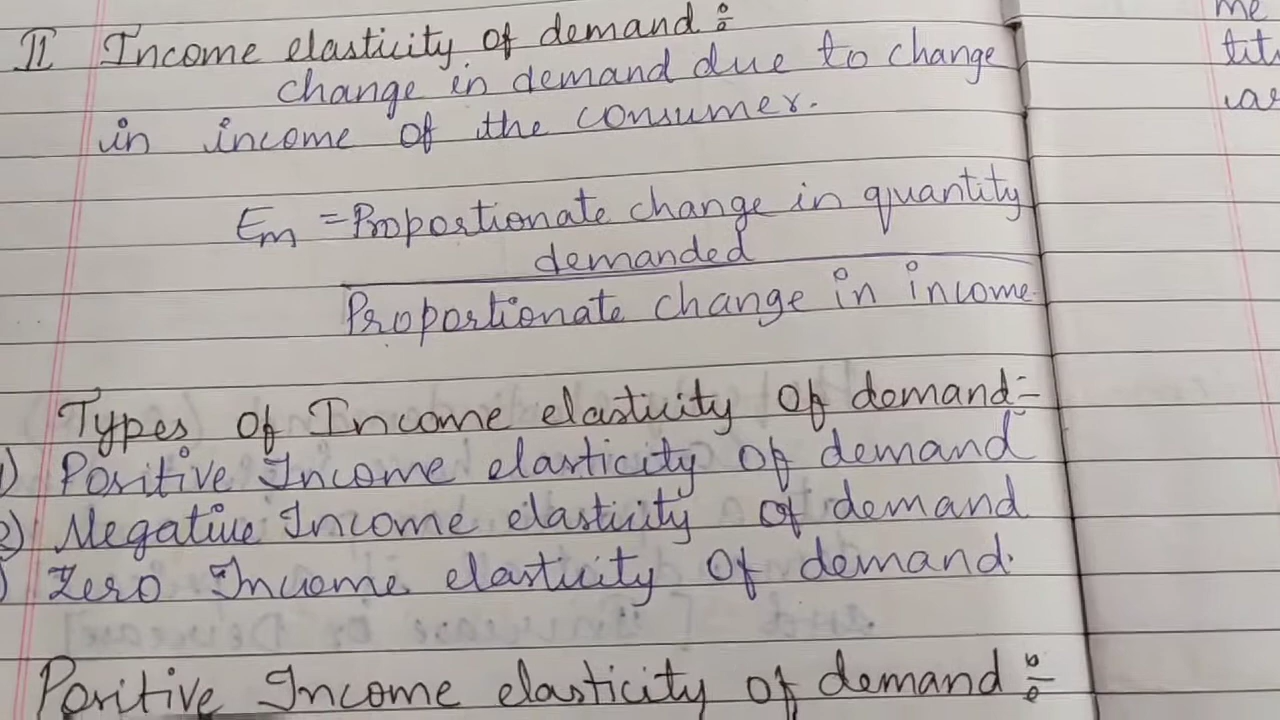 II Income elasticity of demand ÷
change in demand due to change
in income of the consumer.
Em = Proportionate change in quantity
demanded
Proportionate change in income.
Types of Income elasticity of demand:-
1) Positive Income elasticity of demand
2) Negative Income elasticity of demand
) Zero Income elasticity of demand.
Positive Income elasticity of demand ÷
me
tit